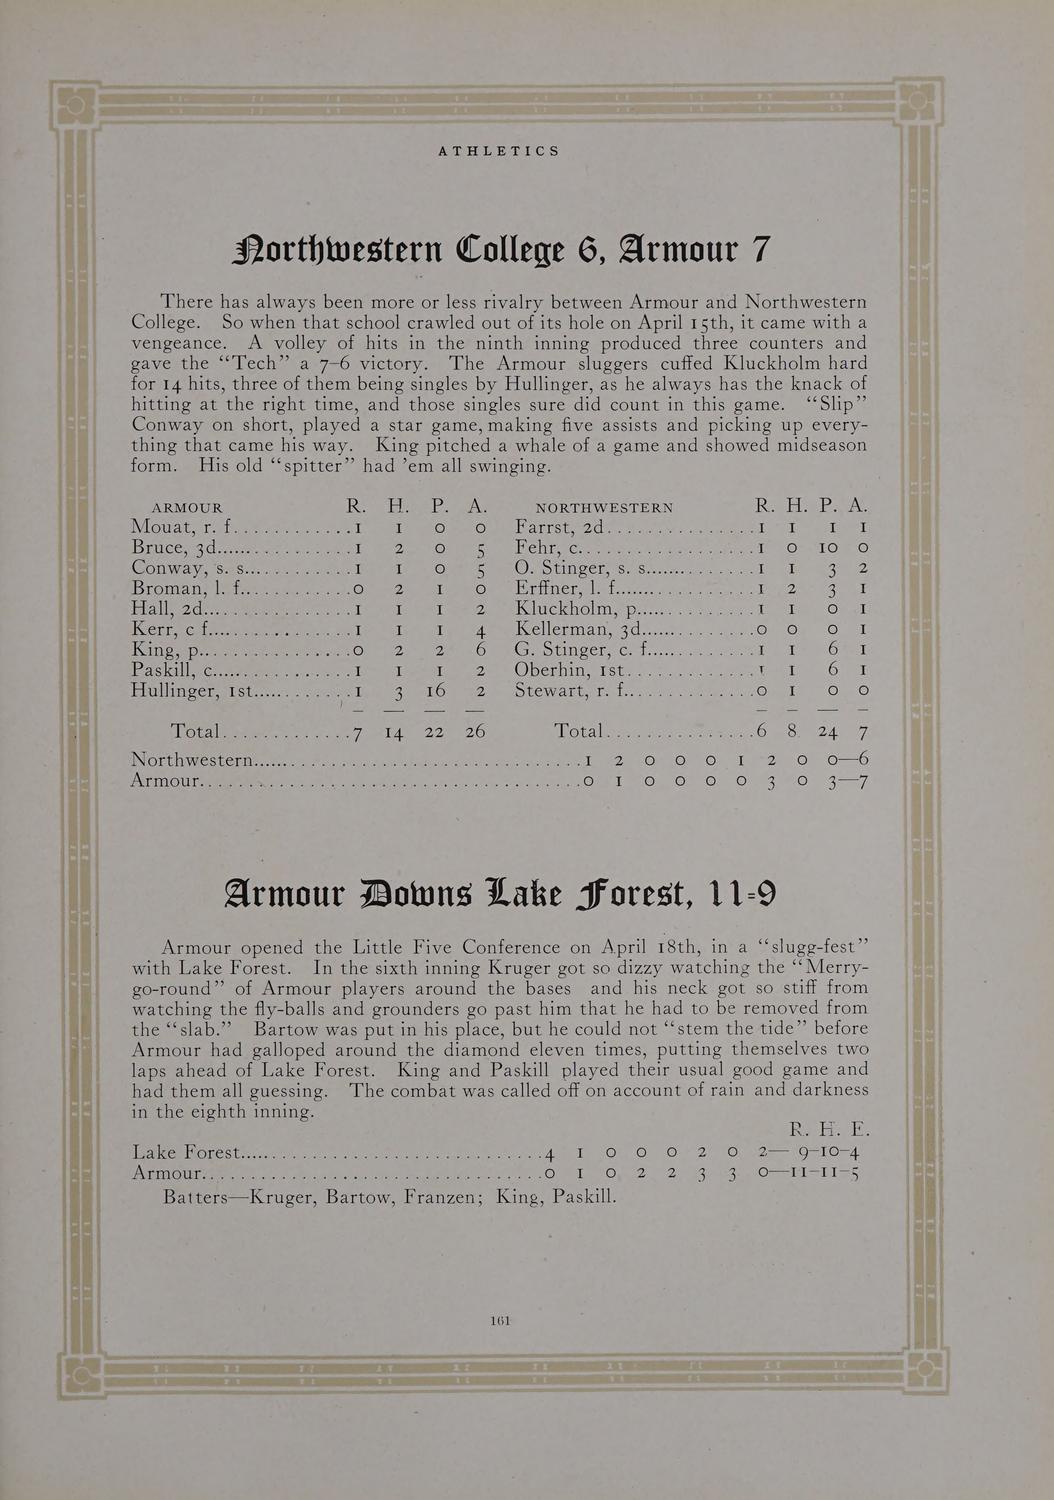 ATHLETICS
Northwestern College 6, Armour 7
There has always been more or less rivalry between Armour and Northwestern
College. So when that school crawled out of its hole on April 15th, it came with a
vengeance. A volley of hits in the ninth inning produced three counters and
gave the “Tech” a 7–6 victory. The Armour sluggers cuffed Kluckholm hard
for 14 hits, three of them being singles by Hullinger, as he always has the knack of
hitting at the right time, and those singles sure did count in this game. “Slip”
Conway on short, played a star game, making five assists and picking up every-
thing that came his way. King pitched a whale of a game and showed midseason
form. His old “spitter” had ’em all swinging.
ARMOUR R. H. P. A. NORTHWESTERN R. H. P. A.
Mouat, r. f............1 1 0 0 Farrst, 2d...............1 1 1 1
Bruce, 3d...............1 2 0 5 Fehr, c..................1 0 10 0
Conway, s. s............1 1 0 5 O. Stinger, s. s............1 1 3 2
Broman, l. f............0 2 1 0 Erffner, l. f...............1 2 3 1
Hall, 2d...............1 1 1 2 Kluckholm, p............1 1 0 1
Kerr, c f...............1 1 1 4 Kellerman, 3d............0 0 0 1
King, p...............0 2 2 6 G. Stinger, c. f............1 1 6 1
Paskill, c...............1 1 1 2 Oberhin, 1st.............1 1 6 1
Hullinger, 1st............1 3 16 2 Stewart, r. f.............0 1 0 0
Total.............7 14 22 26 Total...............6 8 24 7
Northwestern....................................1 2 0 0 0 1 2 0 0—6
Armour..........................................0 1 0 0 0 0 3 0 3—7
Armour Downs Lake Forest, 11-9
Armour opened the Little Five Conference on April 18th, in a “slugg-fest”
with Lake Forest. In the sixth inning Kruger got so dizzy watching the “Merry-
go-round” of Armour players around the bases and his neck got so stiff from
watching the fly-balls and grounders go past him that he had to be removed from
the “slab.” Bartow was put in his place, but he could not “stem the tide” before
Armour had galloped around the diamond eleven times, putting themselves two
laps ahead of Lake Forest. King and Paskill played their usual good game and
had them all guessing. The combat was called off on account of rain and darkness
in the eighth inning.
R. H. E.
Lake Forest..................................4 1 0 0 0 2 0 2— 9-10-4
Armour.......................................0 1 0 2 2 3 3 0—11-11-5
Batters—Kruger, Bartow, Franzen; King, Paskill.
161